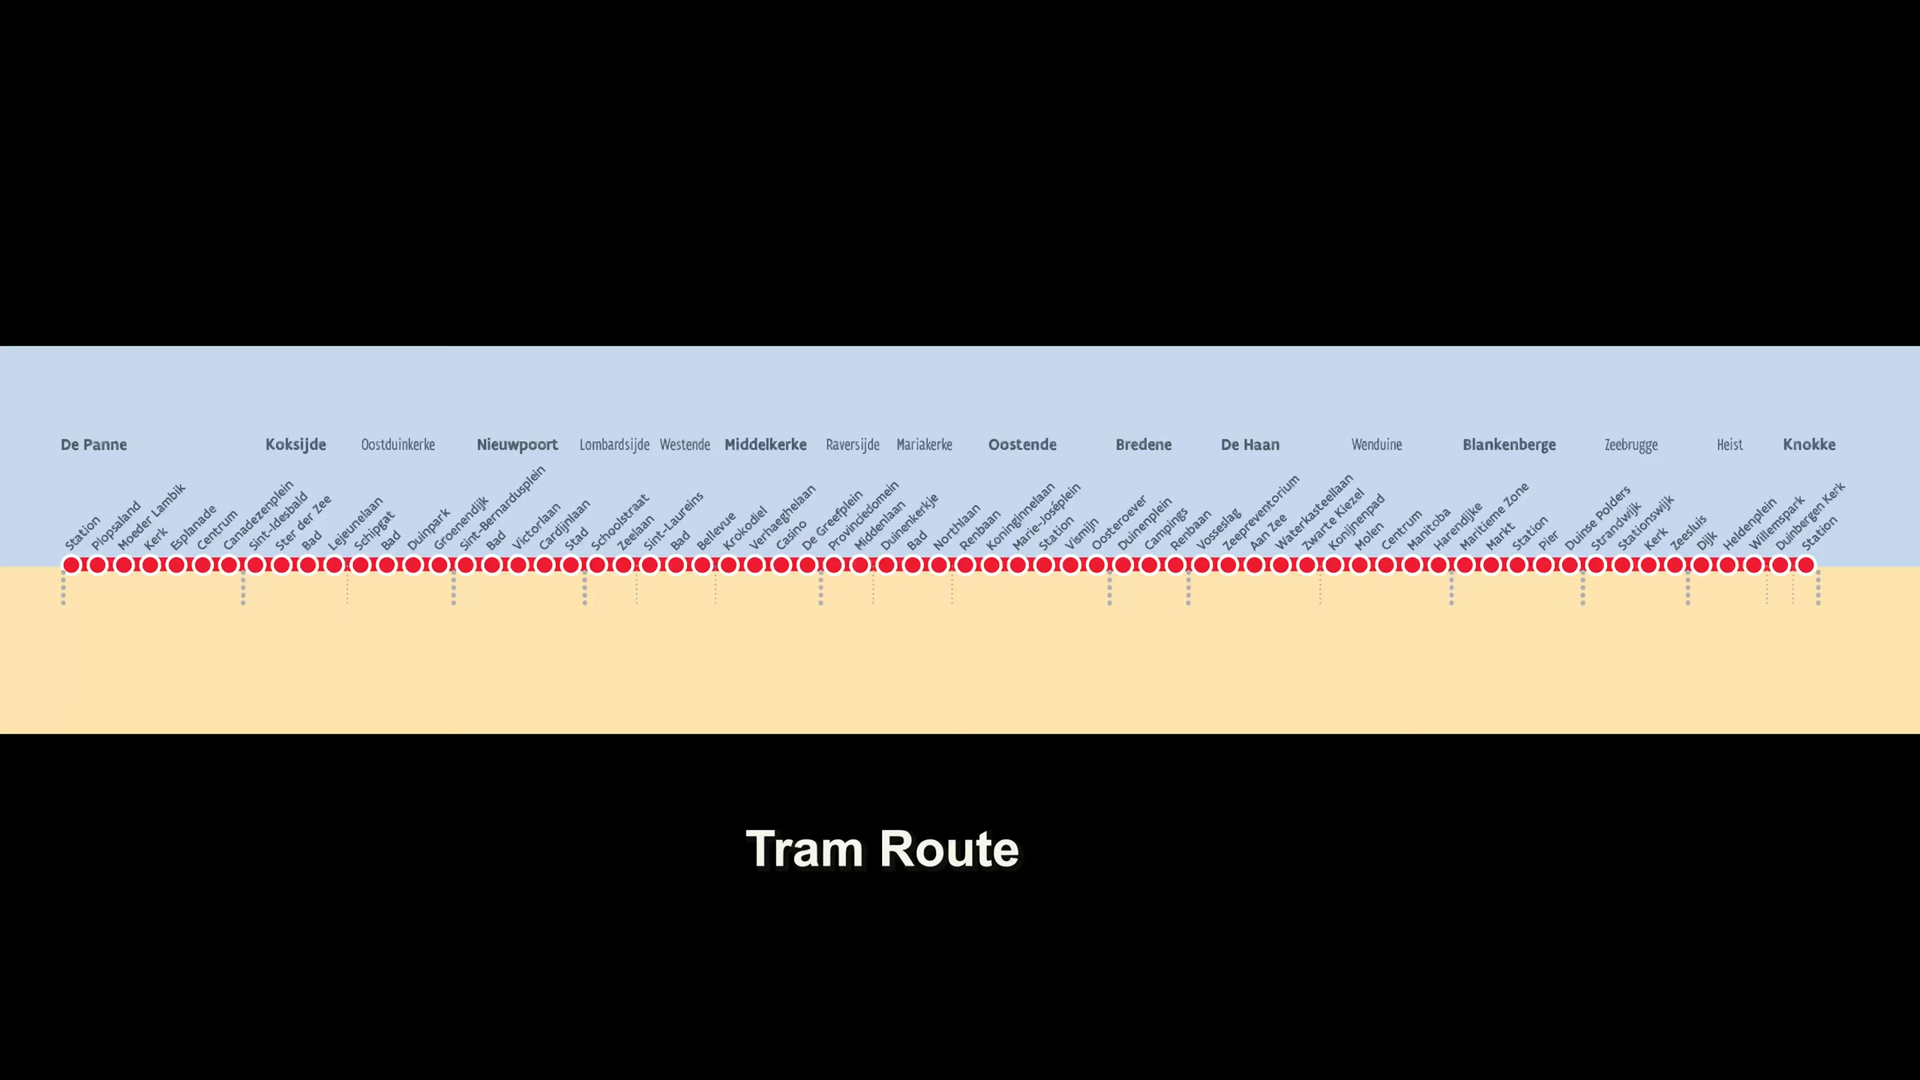 De Panne Koksijde Oostduinkerke Nieuwpoort Lombardsijde Westende Middelkerke Raversijde Mariakerke Oostende Bredene De Haan Wenduine Blankenberge Zeebrugge Heist Knokke
Station
Plopsaland
Moeder Lambik
Kerk
Esplanade
Centrum
Canadezenplein
Sint-Idesbald
Ster der Zee
Bad
Lejeunelaan
Schipgat
Bad
Duinpark
Groenendijk
Sint-Bernardusplein
Bad
Victorlaan
Cardijnlaan
Stad
Schoolstraat
Zeelaan
Sint-Laureins
Bad
Bellevue
Krokodiel
Verhaeghelaan
Casino
De Greefplein
Provinciedomein
Middenlaan
Duinenkerkje
Bad
Northlaan
Renbaan
Koninginnelaan
Marie-Joséplein
Station
Vismijn
Oosteroever
Duinenplein
Campings
Renbaan
Vosseslag
Zeepreventorium
Aan Zee
Waterkasteellaan
Zwarte Kiezel
Konijnenpad
Molen
Centrum
Manitoba
Harendijke
Maritieme Zone
Markt
Station
Pier
Duinse Polders
Strandwijk
Stationswijk
Kerk
Zeesluis
Dijk
Heldenplein
Willemspark
Duinbergen Kerk
Station
Tram Route